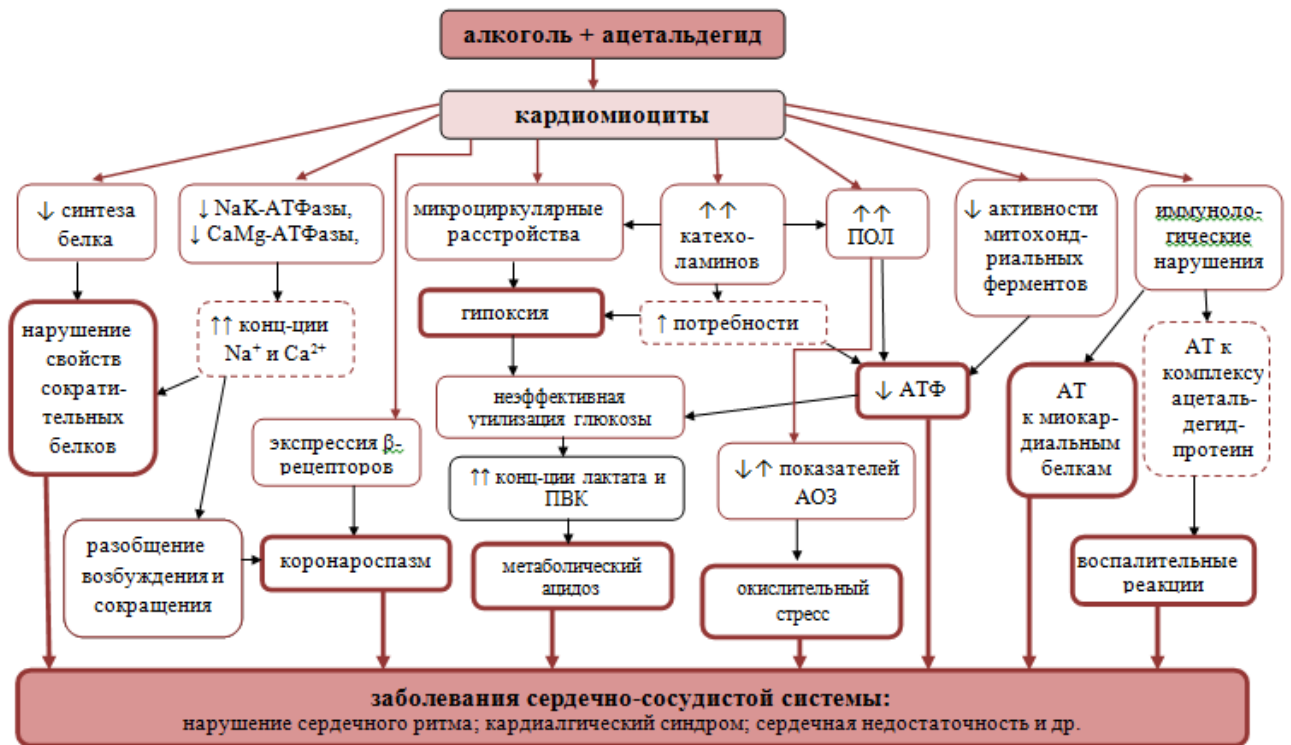 алкоголь + ацетальдегид
кардиомиоциты
↓ синтеза
белка
↓ NaK-АТФазы,
↓ CaMg-АТФазы,
микроциркулярные
расстройства
↑↑
катехо-
ламинов
↑↑
ПОЛ
↓ активности
митохонд-
риальных
ферментов
иммуноло-
гические
нарушения
нарушение
свойств
сократи-
тельных
белков
↑↑ конц-ции
Na⁺ и Ca²⁺
гипоксия
↑ потребности
АТ к
комплексу
ацеталь-
дегид-
протеин
неэффективная
утилизация глюкозы
↓ АТФ
АТ
к миокар-
диальным
белкам
экспрессия β-
рецепторов
↑↑ конц-ции лактата и
ПВК
↓↑ показателей
АОЗ
разобщение
возбуждения и
сокращения
коронароспазм
метаболический
ацидоз
окислительный
стресс
воспалительные
реакции
заболевания сердечно-сосудистой системы:
нарушение сердечного ритма; кардиалгический синдром; сердечная недостаточность и др.